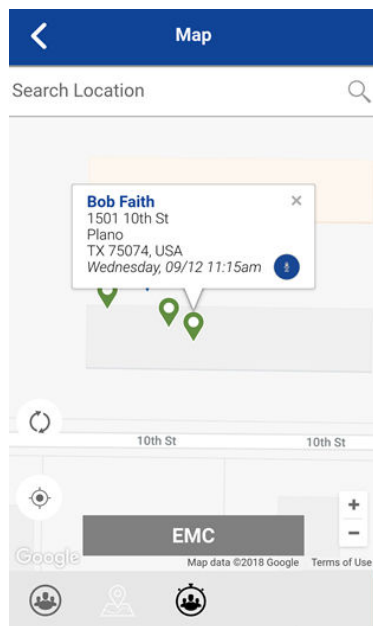 Map
Search Location
Bob Faith
1501 10th St
Plano
TX 75074, USA
Wednesday, 09/12 11:15am
10th St
10th St
EMC
Google
Map data ©2018 Google
Terms of Use